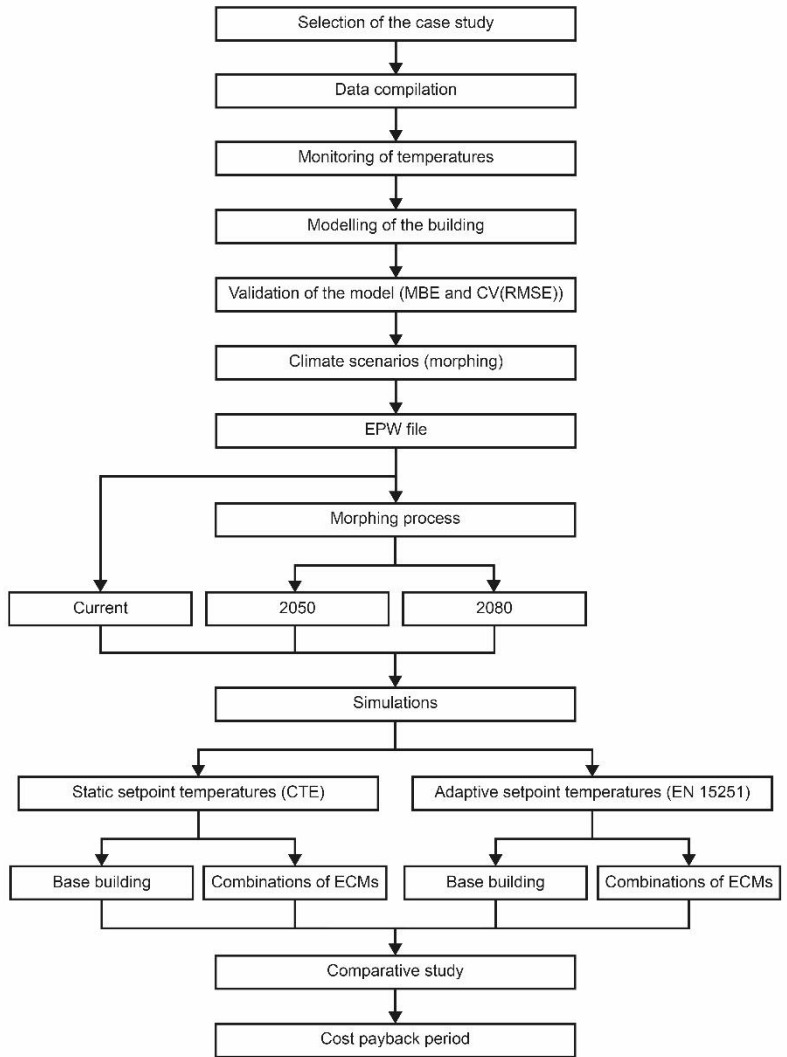 Selection of the case study
Data compilation
Monitoring of temperatures
Modelling of the building
Validation of the model (MBE and CV(RMSE))
Climate scenarios (morphing)
EPW file
Morphing process
Current
2050
2080
Simulations
Static setpoint temperatures (CTE)
Adaptive setpoint temperatures (EN 15251)
Base building
Combinations of ECMs
Base building
Combinations of ECMs
Comparative study
Cost payback period